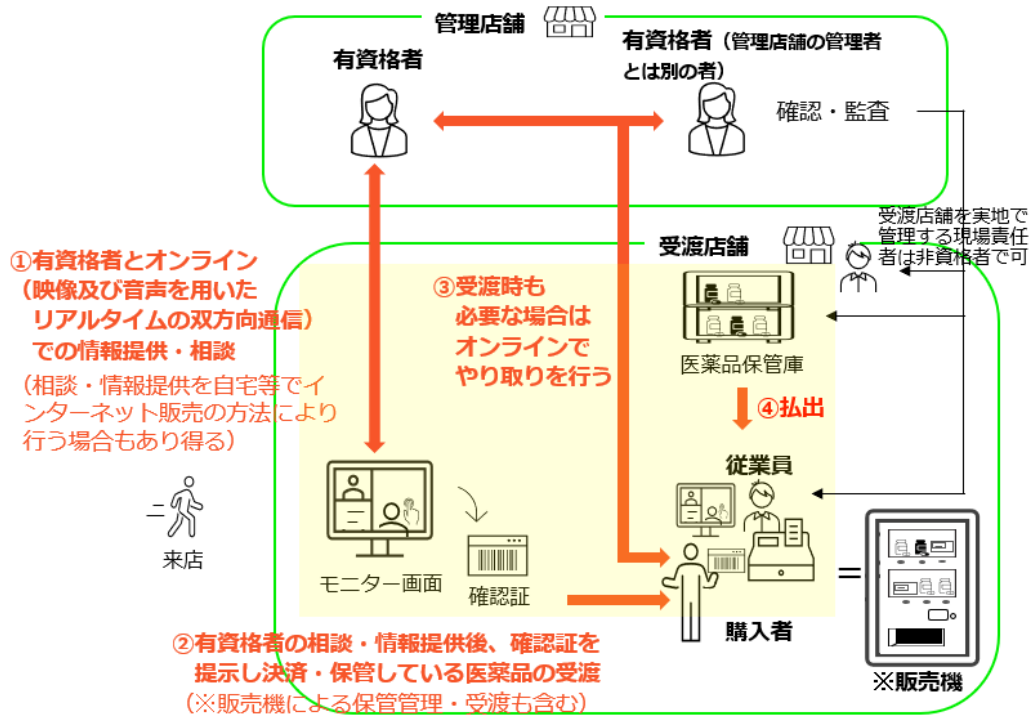 管理店舗
有資格者
有資格者（管理店舗の管理者
とは別の者）
確認・監査
受渡店舗を実地で
管理する現場責任
者は非資格者で可
受渡店舗
①有資格者とオンライン
（映像及び音声を用いた
リアルタイムの双方向通信）
での情報提供・相談
（相談・情報提供を自宅等でイ
ンターネット販売の方法により
行う場合もあり得る）
③受渡時も
必要な場合は
オンラインで
やり取りを行う
医薬品保管庫
④払出
従業員
来店
モニター画面
確認証
購入者
＝
※販売機
②有資格者の相談・情報提供後、確認証を
提示し決済・保管している医薬品の受渡
（※販売機による保管管理・受渡も含む）